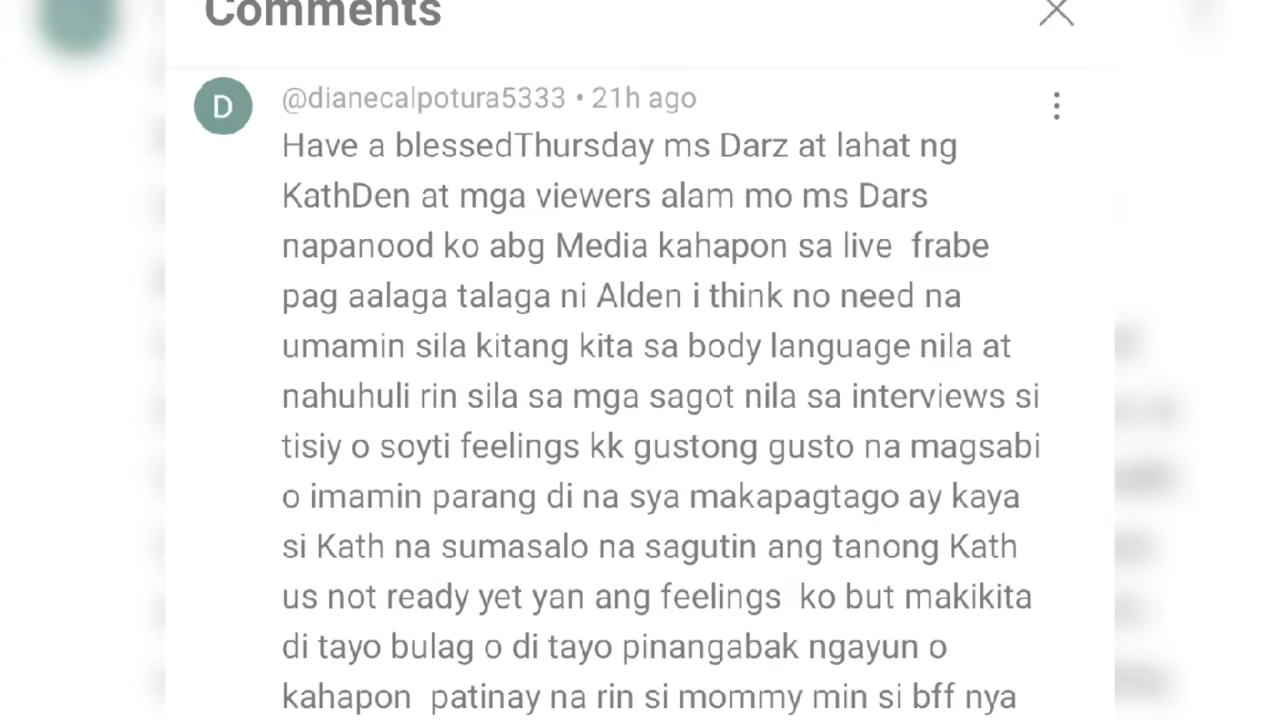 Comments
D
@dianecalpotura5333 • 21h ago
Have a blessedThursday ms Darz at lahat ng
KathDen at mga viewers alam mo ms Dars
napanood ko abg Media kahapon sa live  frabe
pag aalaga talaga ni Alden i think no need na
umamin sila kitang kita sa body language nila at
nahuhuli rin sila sa mga sagot nila sa interviews si
tisiy o soyti feelings kk gustong gusto na magsabi
o imamin parang di na sya makapagtago ay kaya
si Kath na sumasalo na sagutin ang tanong Kath
us not ready yet yan ang feelings  ko but makikita
di tayo bulag o di tayo pinangabak ngayun o
kahapon  patinay na rin si mommy min si bff nya